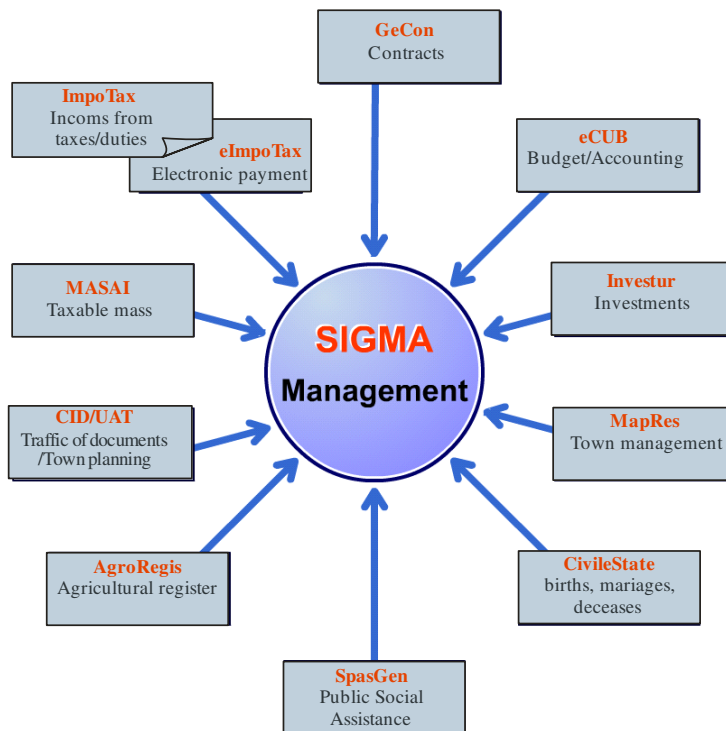 GeCon
Contracts
ImpoTax
Incoms from
taxes/duties
eImpoTax
Electronic payment
eCUB
Budget/Accounting
MASAI
Taxable mass
Investur
Investments
SIGMA
Management
CID/UAT
Traffic of documents
/Town planning
MapRes
Town management
AgroRegis
Agricultural register
CivileState
births, mariages,
deceases
SpasGen
Public Social
Assistance